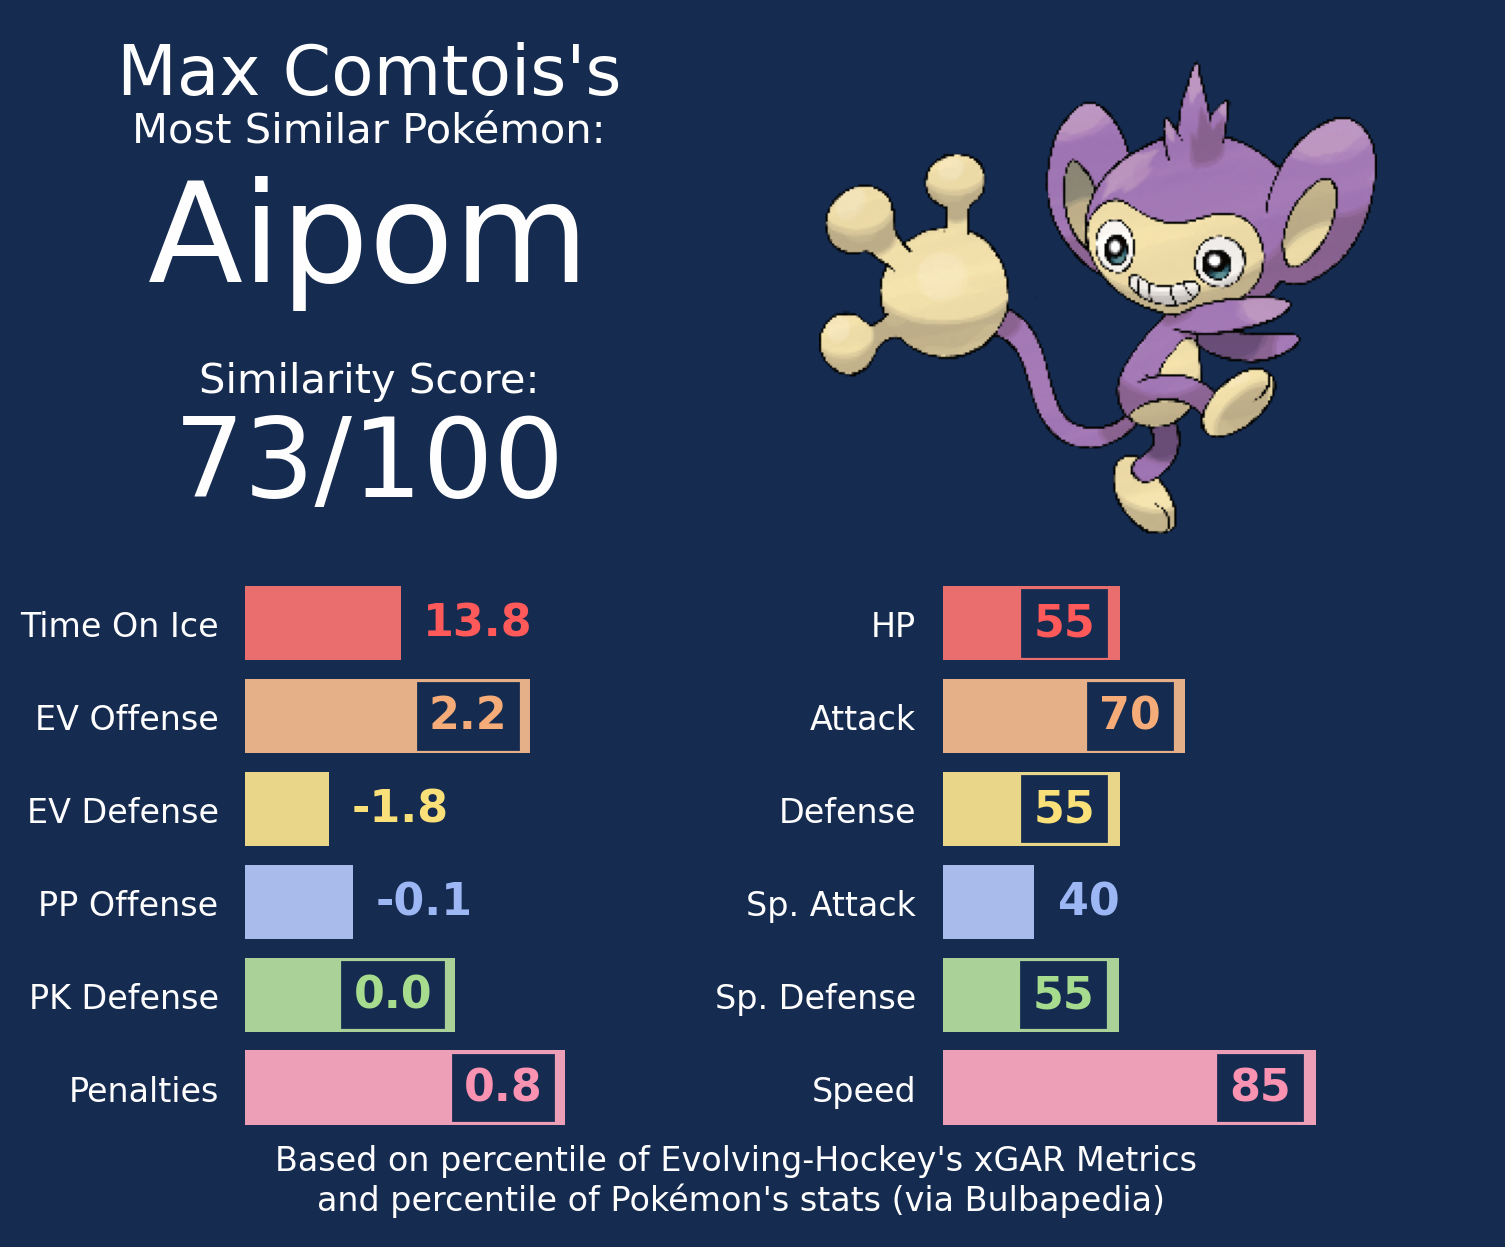 Max Comtois's
Most Similar Pokémon:
Aipom
Similarity Score:
73/100
Time On Ice 13.8
EV Offense 2.2
EV Defense -1.8
PP Offense -0.1
PK Defense 0.0
Penalties 0.8
HP 55
Attack 70
Defense 55
Sp. Attack 40
Sp. Defense 55
Speed 85
Based on percentile of Evolving-Hockey's xGAR Metrics
and percentile of Pokémon's stats (via Bulbapedia)